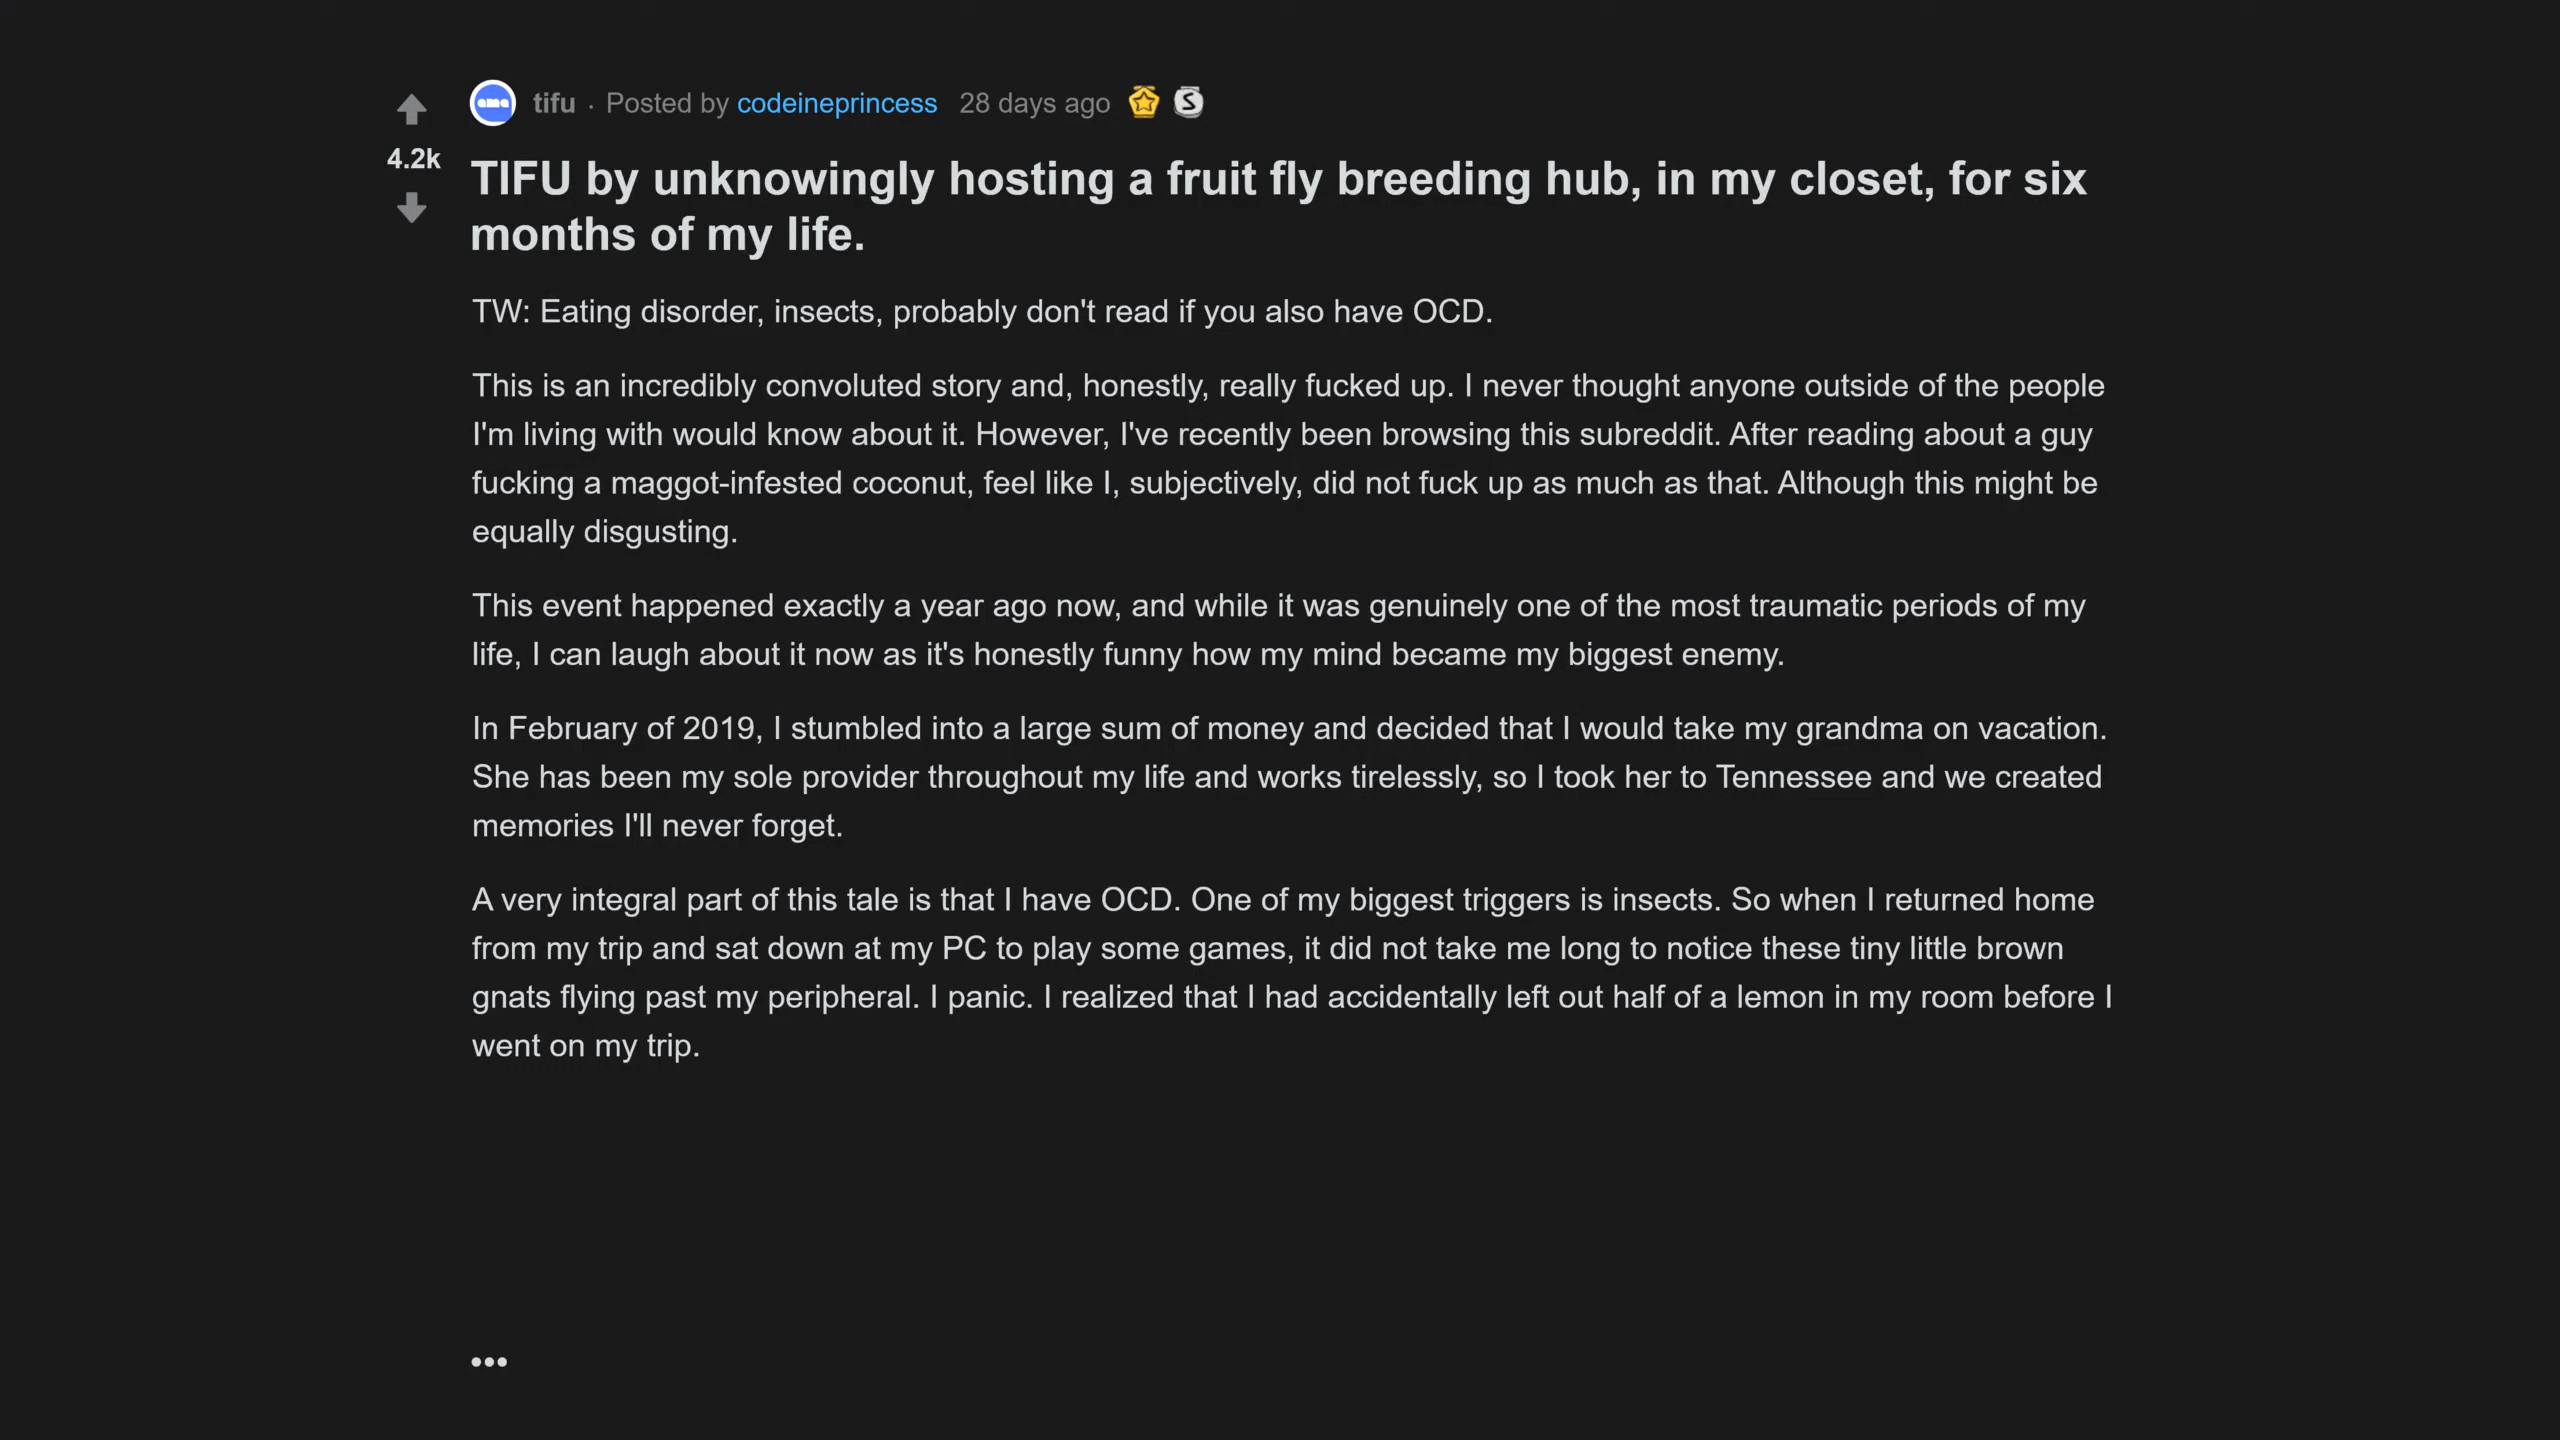 tifu · Posted by codeineprincess 28 days ago
4.2k
TIFU by unknowingly hosting a fruit fly breeding hub, in my closet, for six
months of my life.
TW: Eating disorder, insects, probably don't read if you also have OCD.
This is an incredibly convoluted story and, honestly, really fucked up. I never thought anyone outside of the people
I'm living with would know about it. However, I've recently been browsing this subreddit. After reading about a guy
fucking a maggot-infested coconut, feel like I, subjectively, did not fuck up as much as that. Although this might be
equally disgusting.
This event happened exactly a year ago now, and while it was genuinely one of the most traumatic periods of my
life, I can laugh about it now as it's honestly funny how my mind became my biggest enemy.
In February of 2019, I stumbled into a large sum of money and decided that I would take my grandma on vacation.
She has been my sole provider throughout my life and works tirelessly, so I took her to Tennessee and we created
memories I'll never forget.
A very integral part of this tale is that I have OCD. One of my biggest triggers is insects. So when I returned home
from my trip and sat down at my PC to play some games, it did not take me long to notice these tiny little brown
gnats flying past my peripheral. I panic. I realized that I had accidentally left out half of a lemon in my room before I
went on my trip.
•••